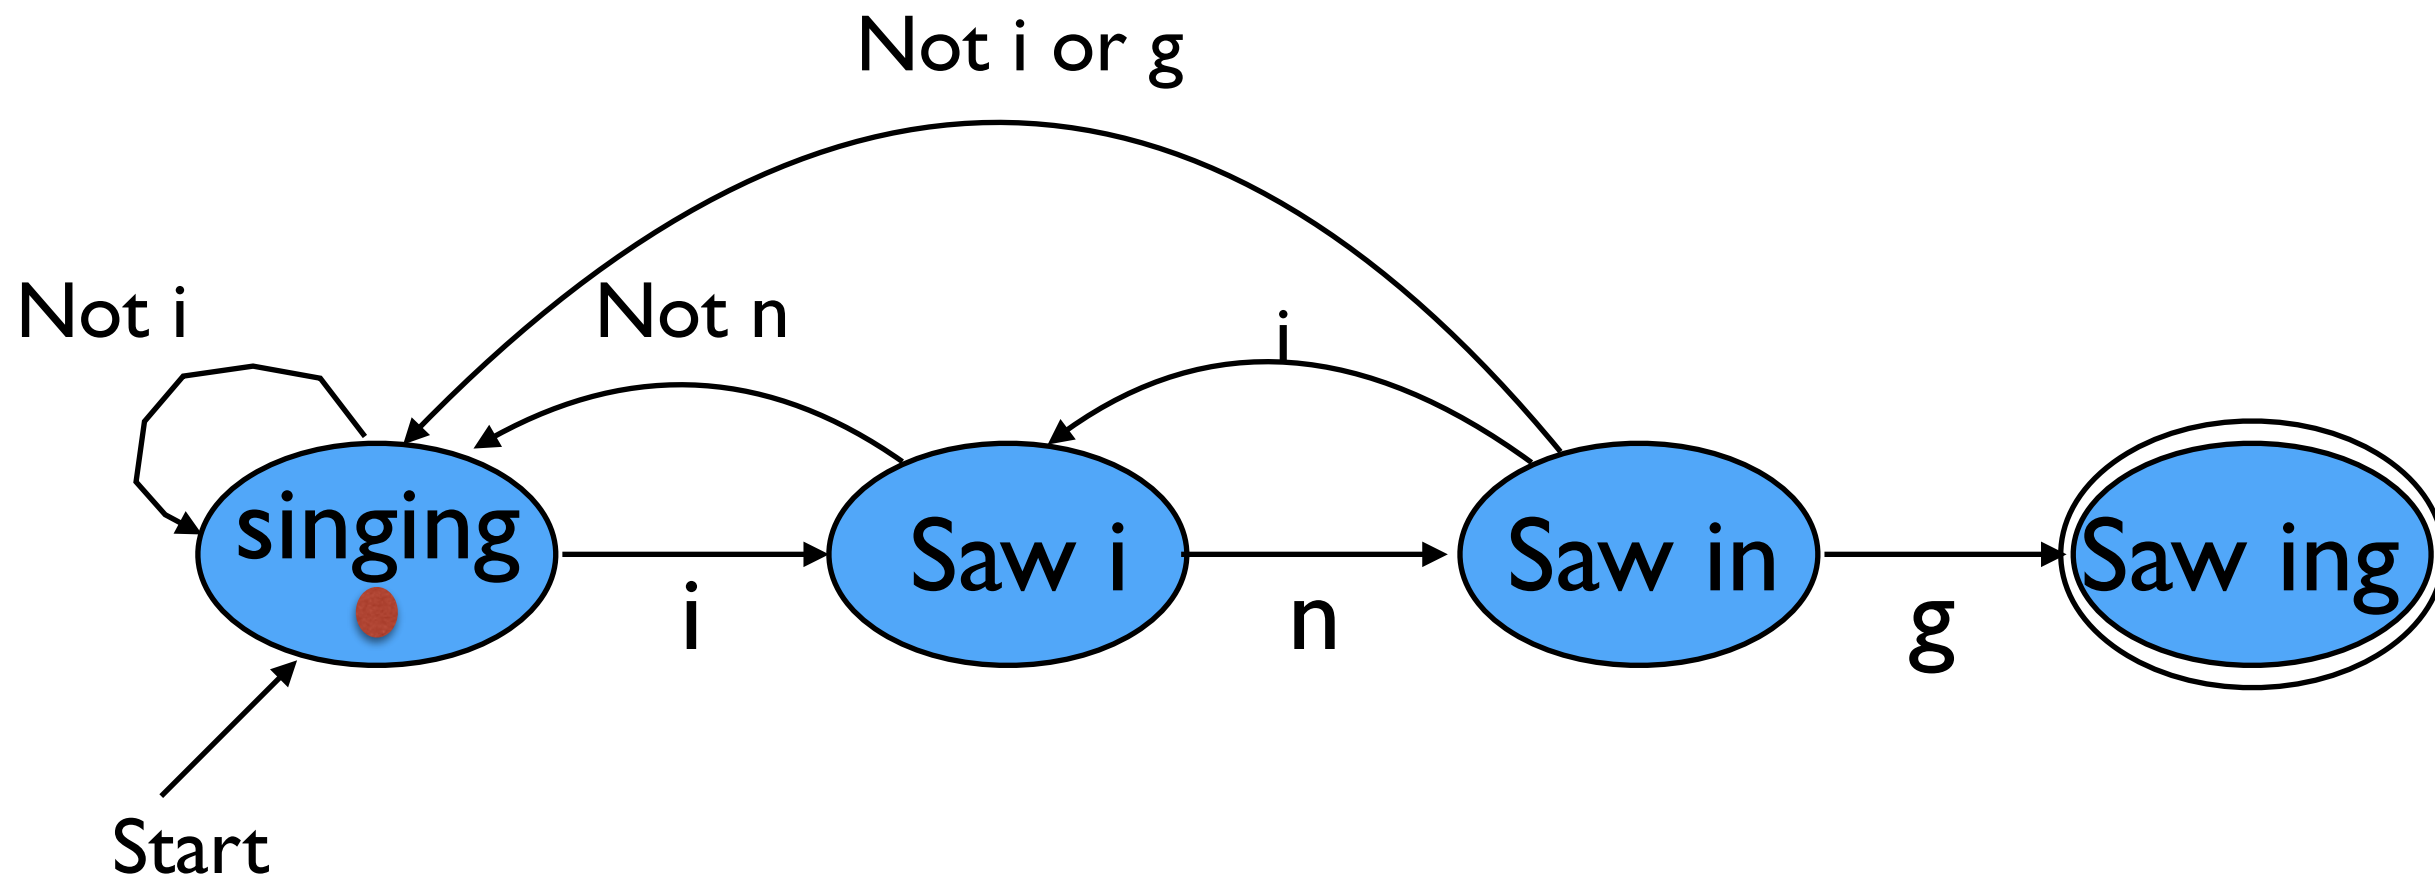 Not i or g
Not i
Not n
i
singing
Saw i
Saw in
Saw ing
i
n
g
Start